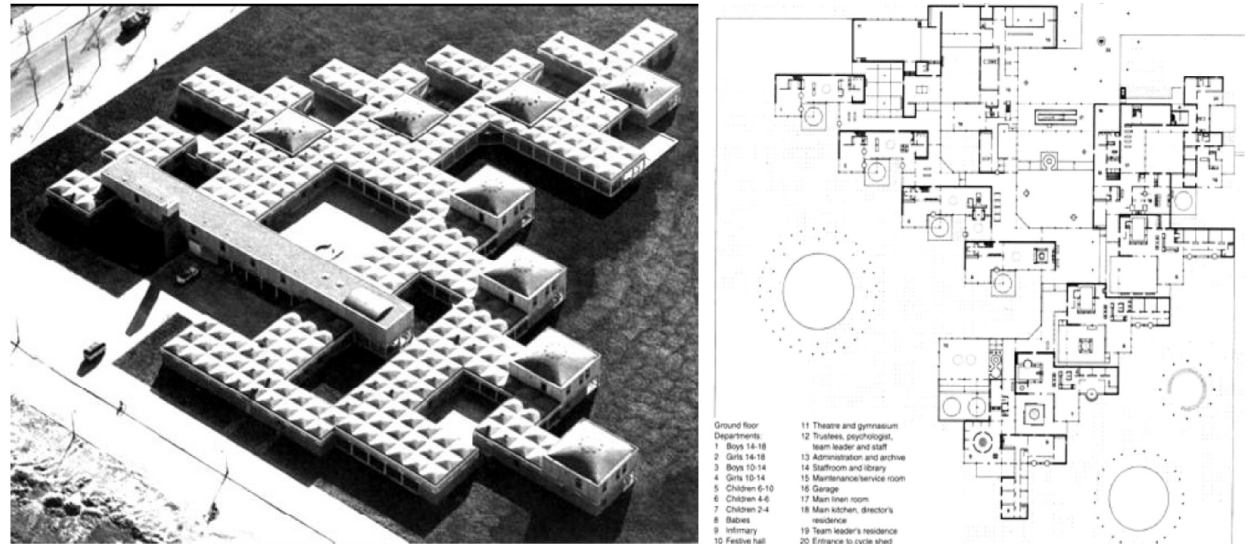 Ground floor
Departments:
1 Boys 14-18
2 Girls 14-18
3 Boys 10-14
4 Girls 10-14
5 Children 6-10
6 Children 4-6
7 Children 2-4
8 Babies
9 Infirmary
10 Festive hall
11 Theatre and gymnasium
12 Trustees, psychologist,
team leader and staff
13 Administration and archive
14 Staffroom and library
15 Maintenance/service room
16 Garage
17 Main linen room
18 Main kitchen, director's
residence
19 Team leader's residence
20 Entrance to cycle shed